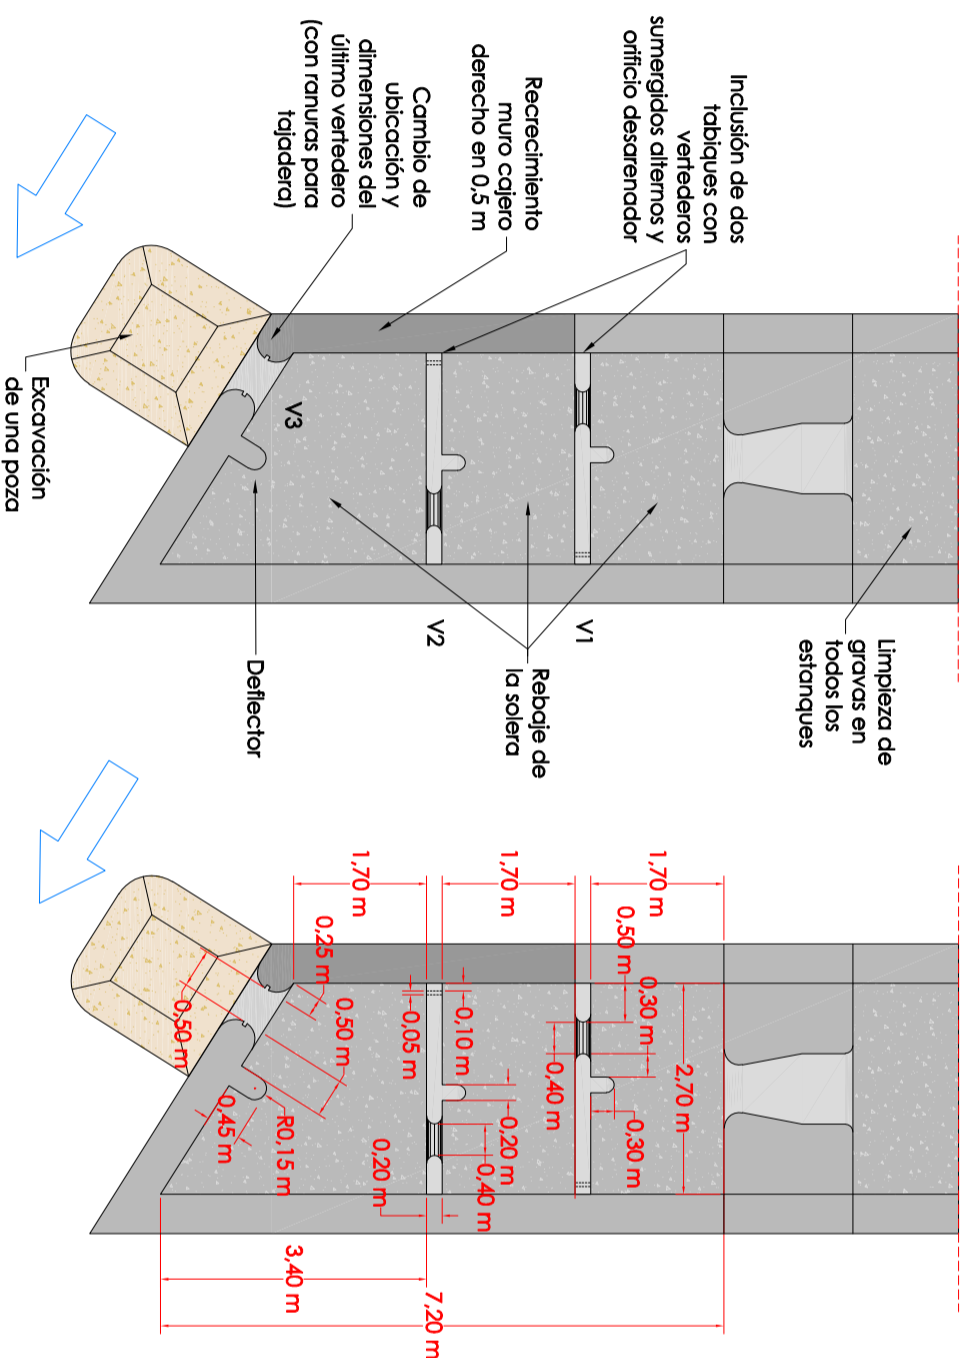 Inclusión de dos
tabiques con
vertederos
sumergidos alternos y
orificio desarenador
Recrecimiento
muro cajero
derecho en 0,5 m
Cambio de
ubicación y
dimensiones del
último vertedero
(con ranuras para
tajadera)
Excavación
de una poza
V3
V2
V1
Deflector
Rebaje de
la solera
Limpieza de
gravas en
todos los
estanques
1,70 m
1,70 m
1,70 m
0,25 m
0,50 m
0,50 m
0,45 m
R0,15 m
0,05 m
0,10 m
0,20 m
0,40 m
0,20 m
0,50 m
0,30 m
0,40 m
0,30 m
2,70 m
3,40 m
7,20 m